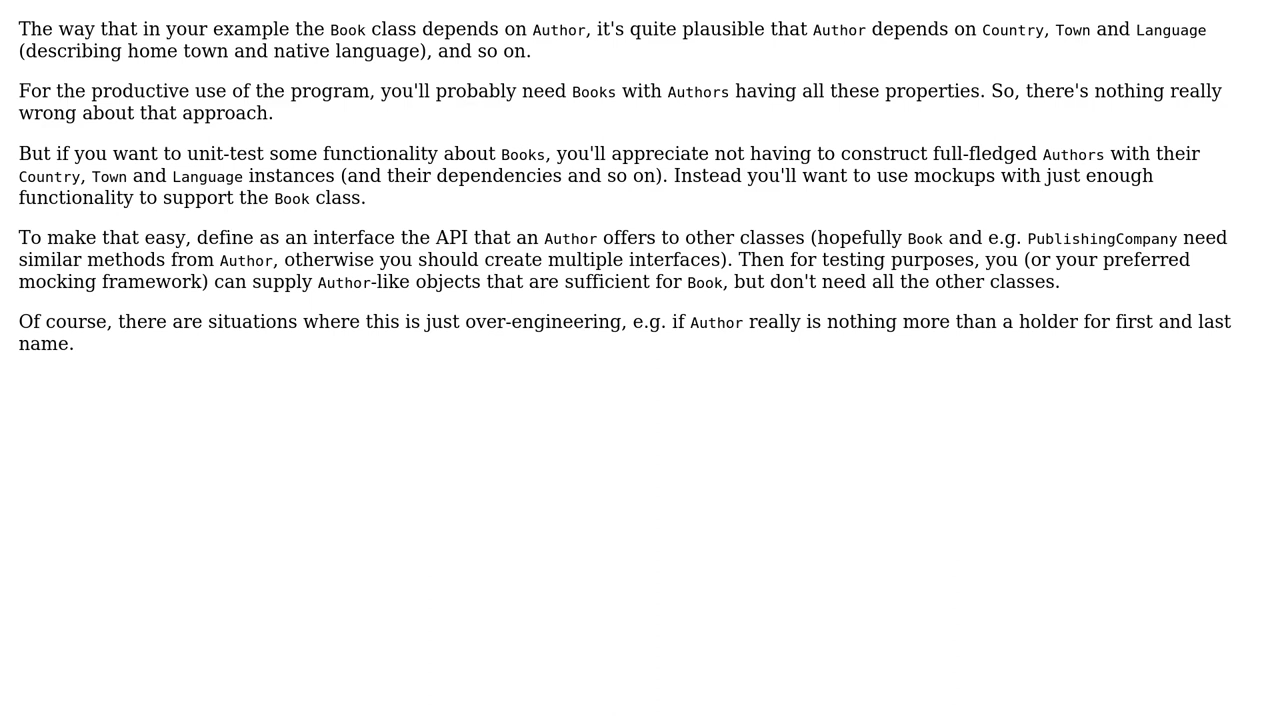 The way that in your example the Book class depends on Author, it's quite plausible that Author depends on Country, Town and Language
(describing home town and native language), and so on.
For the productive use of the program, you'll probably need Books with Authors having all these properties. So, there's nothing really
wrong about that approach.
But if you want to unit-test some functionality about Books, you'll appreciate not having to construct full-fledged Authors with their
Country, Town and Language instances (and their dependencies and so on). Instead you'll want to use mockups with just enough
functionality to support the Book class.
To make that easy, define as an interface the API that an Author offers to other classes (hopefully Book and e.g. PublishingCompany need
similar methods from Author, otherwise you should create multiple interfaces). Then for testing purposes, you (or your preferred
mocking framework) can supply Author-like objects that are sufficient for Book, but don't need all the other classes.
Of course, there are situations where this is just over-engineering, e.g. if Author really is nothing more than a holder for first and last
name.